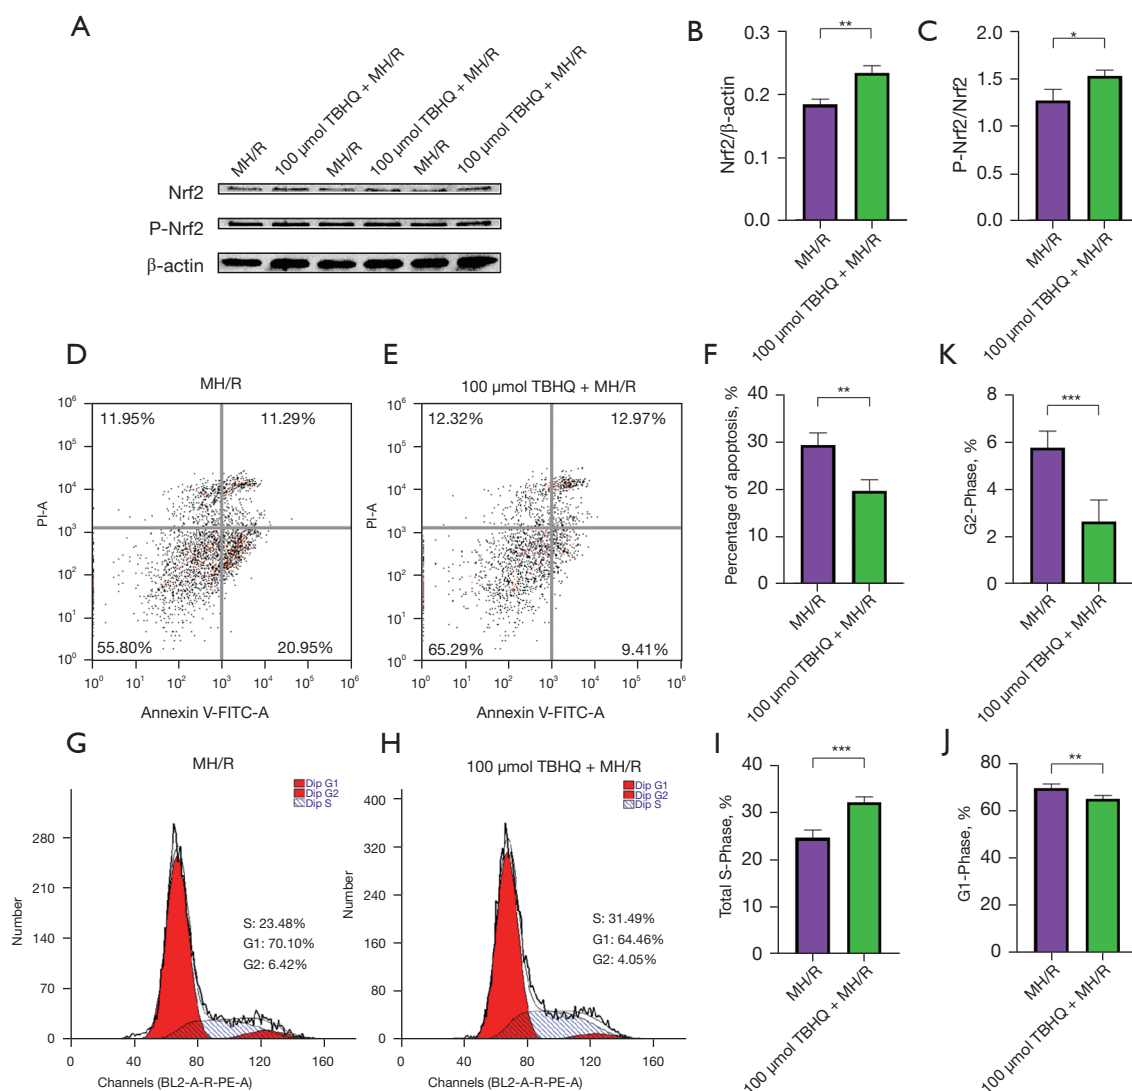 A
MH/R
100 µmol TBHQ + MH/R
MH/R
100 µmol TBHQ + MH/R
MH/R
100 µmol TBHQ + MH/R
Nrf2
P-Nrf2
β-actin
B
**
0.3
0.2
0.1
0.0
Nrf2/β-actin
MH/R
100 µmol TBHQ + MH/R
C
*
2.0
1.5
1.0
0.5
0.0
P-Nrf2/Nrf2
MH/R
100 µmol TBHQ + MH/R
D
MH/R
10⁶
10⁵
10⁴
10³
10²
10¹
10⁰
PI-A
11.95%
11.29%
55.80%
20.95%
10⁰ 10¹ 10² 10³ 10⁴ 10⁵ 10⁶
Annexin V-FITC-A
E
100 µmol TBHQ + MH/R
10⁶
10⁵
10⁴
10³
10²
10¹
10⁰
PI-A
12.32%
12.97%
65.29%
9.41%
10⁰ 10¹ 10² 10³ 10⁴ 10⁵ 10⁶
Annexin V-FITC-A
F
**
40
30
20
10
0
Percentage of apoptosis, %
MH/R
100 µmol TBHQ + MH/R
K
***
8
6
4
2
0
G2-Phase, %
MH/R
100 µmol TBHQ + MH/R
G
MH/R
Dip G1
Dip G2
Dip S
280
210
140
70
0
Number
S: 23.48%
G1: 70.10%
G2: 6.42%
0 40 80 120 160
Channels (BL2-A-R-PE-A)
H
100 µmol TBHQ + MH/R
Dip G1
Dip G2
Dip S
400
320
240
160
80
0
Number
S: 31.49%
G1: 64.46%
G2: 4.05%
0 40 80 120 160
Channels (BL2-A-R-PE-A)
I
***
40
30
20
10
0
Total S-Phase, %
MH/R
100 µmol TBHQ + MH/R
J
**
80
60
40
20
0
G1-Phase, %
MH/R
100 µmol TBHQ + MH/R